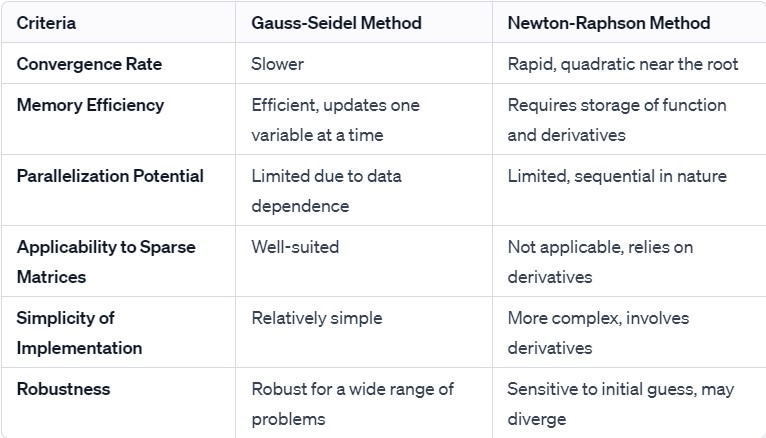 Criteria Gauss-Seidel Method Newton-Raphson Method
Convergence Rate Slower Rapid, quadratic near the root
Memory Efficiency Efficient, updates one Requires storage of function
variable at a time and derivatives
Parallelization Potential Limited due to data Limited, sequential in nature
dependence
Applicability to Sparse Well-suited Not applicable, relies on
Matrices derivatives
Simplicity of Relatively simple More complex, involves
Implementation derivatives
Robustness Robust for a wide range of Sensitive to initial guess, may
problems diverge